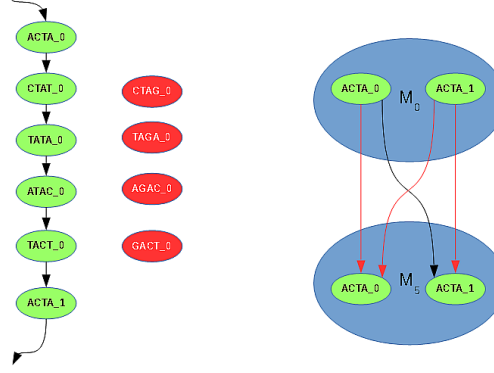 ACTA_0
CTAT_0
TATA_0
ATAC_0
TACT_0
ACTA_1
CTAG_0
TAGA_0
AGAC_0
GACT_0
ACTA_0 ACTA_1
M0
ACTA_0 ACTA_1
M5